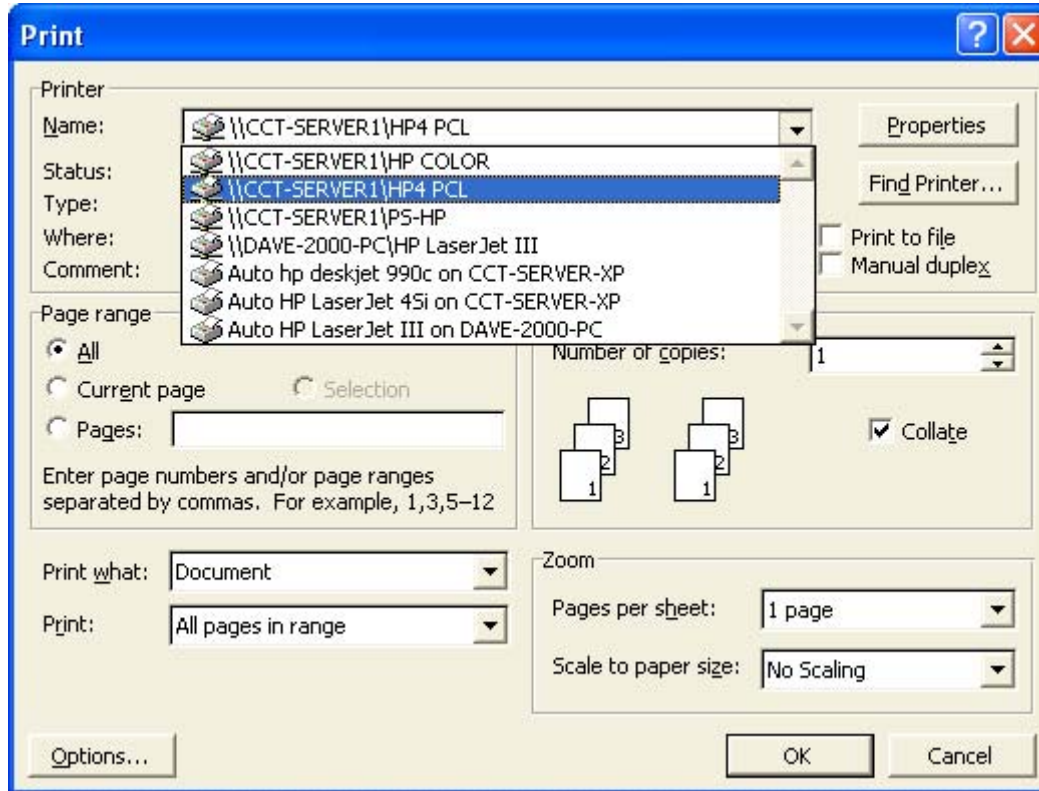 Print
Printer
Name:
\\CCT-SERVER1\HP4 PCL
Properties
\\CCT-SERVER1\HP COLOR
\\CCT-SERVER1\HP4 PCL
\\CCT-SERVER1\PS-HP
\\DAVE-2000-PC\HP LaserJet III
Auto hp deskjet 990c on CCT-SERVER-XP
Auto HP LaserJet 4Si on CCT-SERVER-XP
Auto HP LaserJet III on DAVE-2000-PC
Status:
Find Printer...
Type:
Where:
Print to file
Comment:
Manual duplex
Page range
All
Current page
Selection
Pages:
Enter page numbers and/or page ranges
separated by commas. For example, 1,3,5–12
Number of copies:
1
3
2
1
3
2
1
Collate
Print what:
Document
Print:
All pages in range
Zoom
Pages per sheet:
1 page
Scale to paper size:
No Scaling
Options...
OK
Cancel